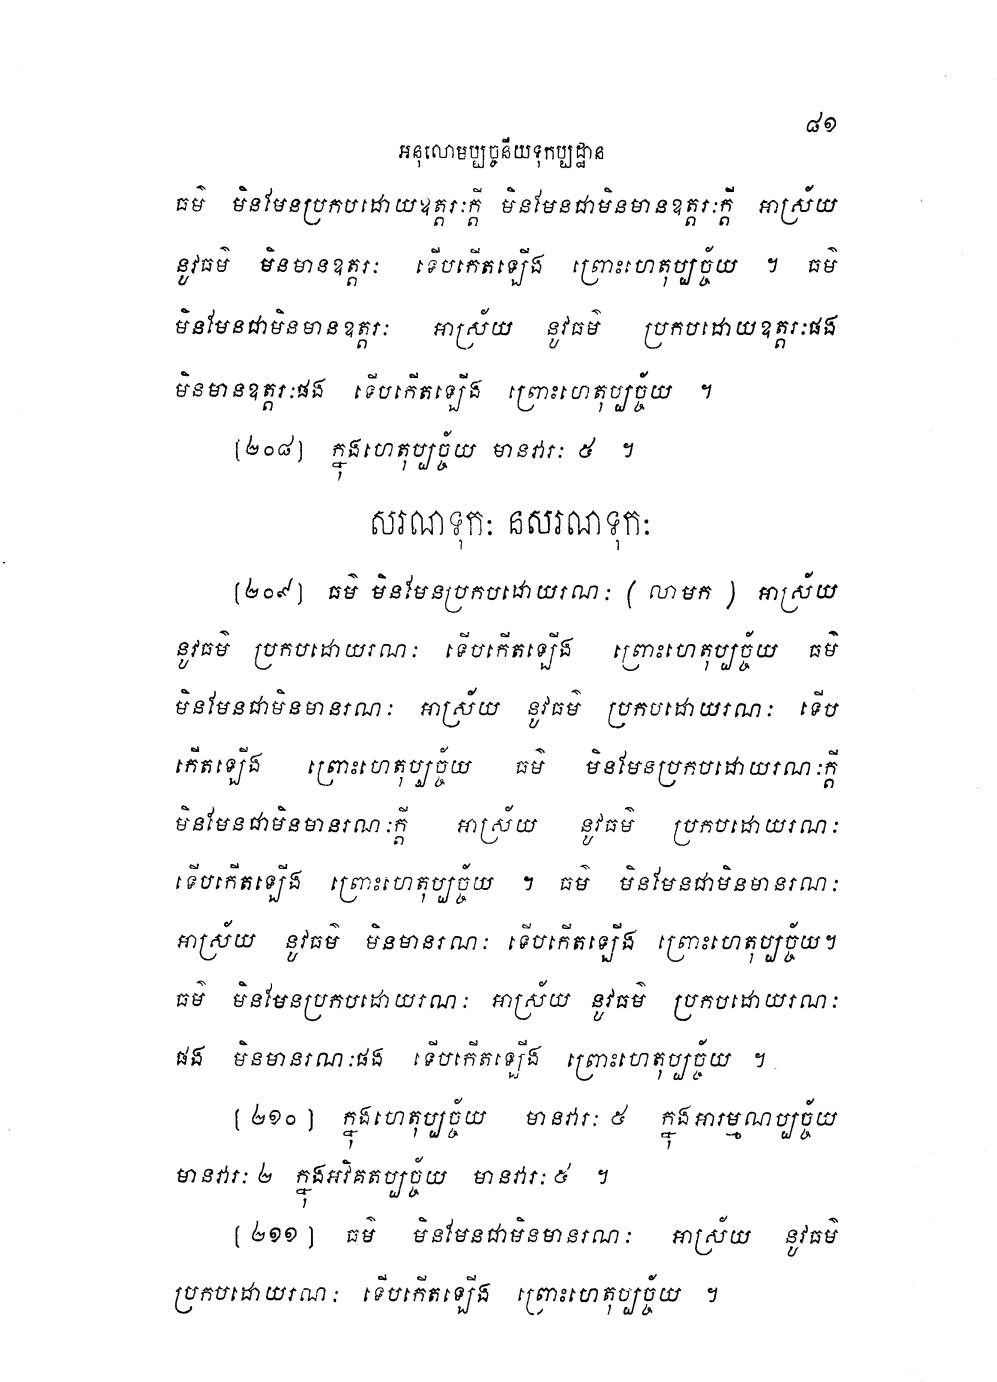 ៨១
អនុលោមប្បច្ចនីយទុកប្បដ្ឋាន
ធម៌ មិនមែនប្រកបដោយឧត្តរៈក្តី មិនមែនជាមិនមានឧត្តរៈក្តី អាស្រ័យ
នូវធម៌ មិនមានឧត្តរៈ ទើបកើតឡើង ព្រោះហេតុប្បច្ច័យ ។ ធម៌
មិនមែនជាមិនមានឧត្តរៈ អាស្រ័យ នូវធម៌ ប្រកបដោយឧត្តរៈផង
មិនមានឧត្តរៈផង ទើបកើតឡើង ព្រោះហេតុប្បច្ច័យ ។
[២០៨] ក្នុងហេតុប្បច្ច័យ មានវារៈ ៥ ។
សរណទុកៈ នសរណទុកៈ
[២០៩] ធម៌ មិនមែនប្រកបដោយរណៈ ( លាមក ) អាស្រ័យ
នូវធម៌ ប្រកបដោយរណៈ ទើបកើតឡើង ព្រោះហេតុប្បច្ច័យ ធម៌
មិនមែនជាមិនមានរណៈ អាស្រ័យ នូវធម៌ ប្រកបដោយរណៈ ទើប
កើតឡើង ព្រោះហេតុប្បច្ច័យ ធម៌ មិនមែនប្រកបដោយរណៈក្តី
មិនមែនជាមិនមានរណៈក្តី អាស្រ័យ នូវធម៌ ប្រកបដោយរណៈ
ទើបកើតឡើង ព្រោះហេតុប្បច្ច័យ ។ ធម៌ មិនមែនជាមិនមានរណៈ
អាស្រ័យ នូវធម៌ មិនមានរណៈ ទើបកើតឡើង ព្រោះហេតុប្បច្ច័យ។
ធម៌ មិនមែនប្រកបដោយរណៈ អាស្រ័យ នូវធម៌ ប្រកបដោយរណៈ
ផង មិនមានរណៈផង ទើបកើតឡើង ព្រោះហេតុប្បច្ច័យ ។
[ ២១០ ] ក្នុងហេតុប្បច្ច័យ មានវារៈ ៥ ក្នុងអារម្មណប្បច្ច័យ
មានវារៈ ២ ក្នុងអវិគតប្បច្ច័យ មានវារៈ ៥ ។
[ ២១១ ] ធម៌ មិនមែនជាមិនមានរណៈ អាស្រ័យ នូវធម៌
ប្រកបដោយរណៈ ទើបកើតឡើង ព្រោះហេតុប្បច្ច័យ ។